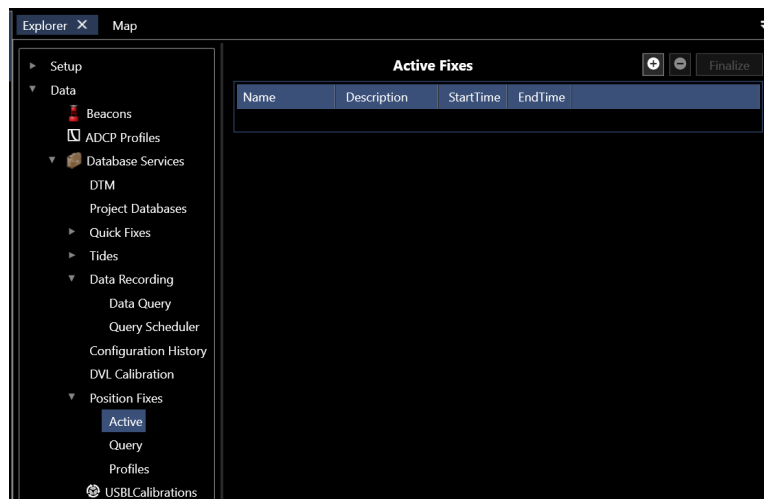 Explorer Map
Setup
Data
Beacons
ADCP Profiles
Database Services
DTM
Project Databases
Quick Fixes
Tides
Data Recording
Data Query
Query Scheduler
Configuration History
DVL Calibration
Position Fixes
Active
Query
Profiles
USBLCalibrations
Active Fixes
Finalize
Name Description StartTime EndTime